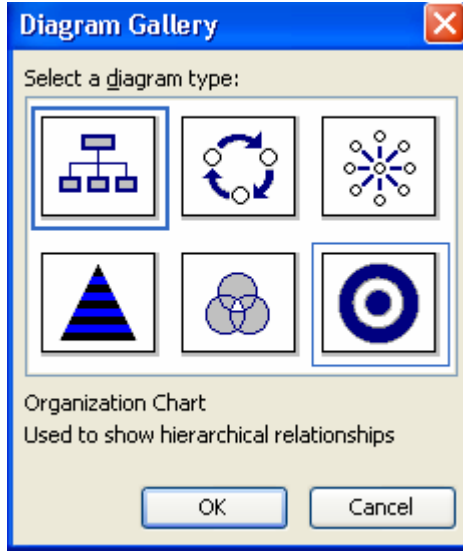 Diagram Gallery
Select a diagram type:
Organization Chart
Used to show hierarchical relationships
OK
Cancel